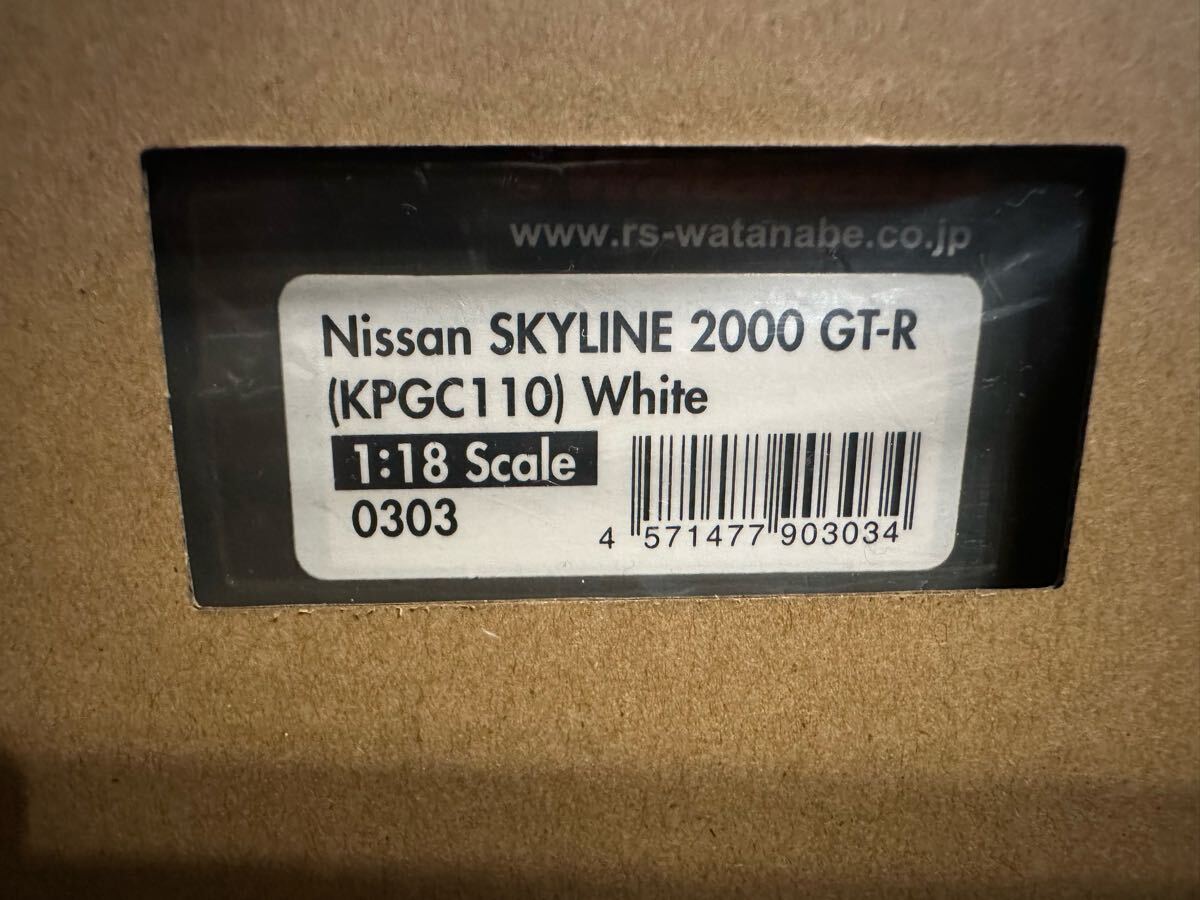 www.rs-watanabe.co.jp
Nissan SKYLINE 2000 GT-R
(KPGC110) White
1:18 Scale
0303
4 571477 903034